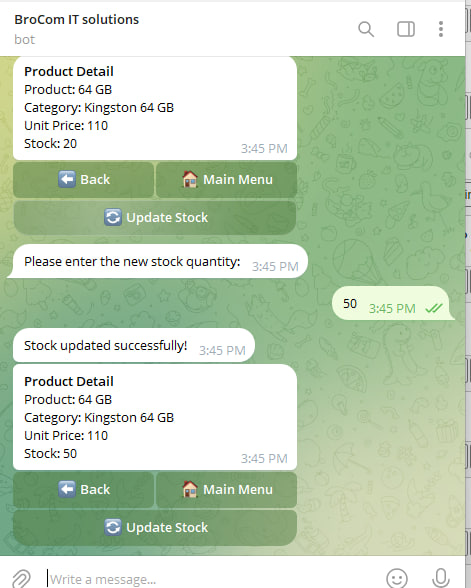 BroCom IT solutions
bot
Product Detail
Product: 64 GB
Category: Kingston 64 GB
Unit Price: 110
Stock: 20
3:45 PM
Back
Main Menu
Update Stock
Please enter the new stock quantity:
3:45 PM
50
3:45 PM
Stock updated successfully!
3:45 PM
Product Detail
Product: 64 GB
Category: Kingston 64 GB
Unit Price: 110
Stock: 50
3:45 PM
Back
Main Menu
Update Stock
Write a message...